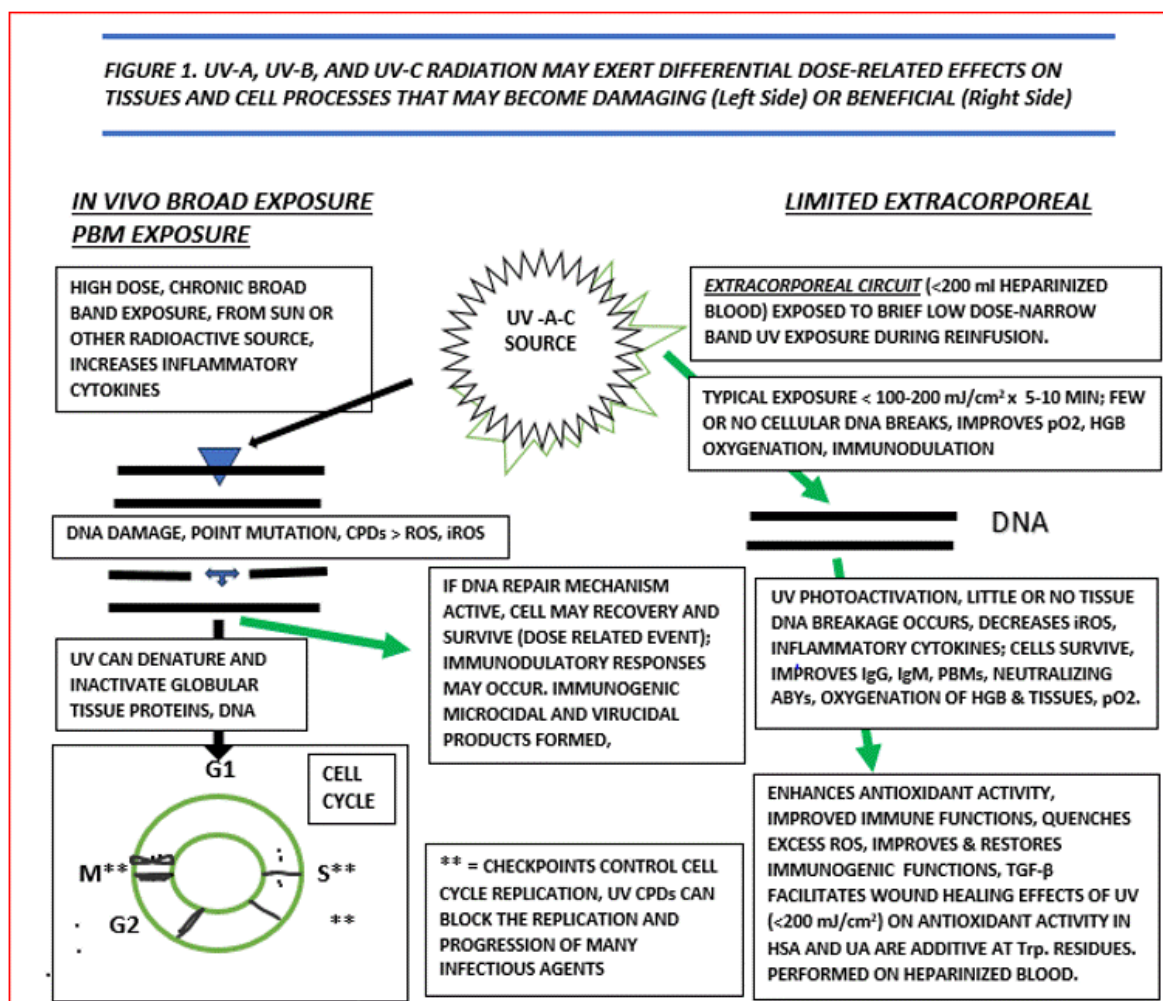 FIGURE 1. UV-A, UV-B, AND UV-C RADIATION MAY EXERT DIFFERENTIAL DOSE-RELATED EFFECTS ON
TISSUES AND CELL PROCESSES THAT MAY BECOME DAMAGING (Left Side) OR BENEFICIAL (Right Side)
IN VIVO BROAD EXPOSURE
PBM EXPOSURE
LIMITED EXTRACORPOREAL
HIGH DOSE, CHRONIC BROAD
BAND EXPOSURE, FROM SUN OR
OTHER RADIOACTIVE SOURCE,
INCREASES INFLAMMATORY
CYTOKINES
UV -A-C
SOURCE
EXTRACORPOREAL CIRCUIT (<200 ml HEPARINIZED
BLOOD) EXPOSED TO BRIEF LOW DOSE-NARROW
BAND UV EXPOSURE DURING REINFUSION.
TYPICAL EXPOSURE < 100-200 mJ/cm² x 5-10 MIN; FEW
OR NO CELLULAR DNA BREAKS, IMPROVES pO2, HGB
OXYGENATION, IMMUNODULATION
DNA DAMAGE, POINT MUTATION, CPDs > ROS, iROS
DNA
UV CAN DENATURE AND
INACTIVATE GLOBULAR
TISSUE PROTEINS, DNA
IF DNA REPAIR MECHANISM
ACTIVE, CELL MAY RECOVERY AND
SURVIVE (DOSE RELATED EVENT);
IMMUNODULATORY RESPONSES
MAY OCCUR. IMMUNOGENIC
MICROCIDAL AND VIRUCIDAL
PRODUCTS FORMED,
UV PHOTOACTIVATION, LITTLE OR NO TISSUE
DNA BREAKAGE OCCURS, DECREASES iROS,
INFLAMMATORY CYTOKINES; CELLS SURVIVE,
IMPROVES IgG, IgM, PBMs, NEUTRALIZING
ABYs, OXYGENATION OF HGB & TISSUES, pO2.
G1
CELL
CYCLE
M**
S**
G2
**
** = CHECKPOINTS CONTROL CELL
CYCLE REPLICATION, UV CPDs CAN
BLOCK THE REPLICATION AND
PROGRESSION OF MANY
INFECTIOUS AGENTS
ENHANCES ANTIOXIDANT ACTIVITY,
IMPROVED IMMUNE FUNCTIONS, QUENCHES
EXCESS ROS, IMPROVES & RESTORES
IMMUNOGENIC FUNCTIONS, TGF-β
FACILITATES WOUND HEALING EFFECTS OF UV
(<200 mJ/cm²) ON ANTIOXIDANT ACTIVITY IN
HSA AND UA ARE ADDITIVE AT Trp. RESIDUES.
PERFORMED ON HEPARINIZED BLOOD.